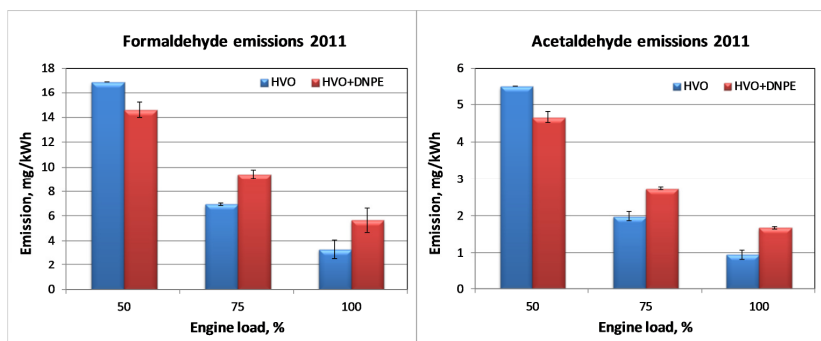 Formaldehyde emissions 2011
18
16
14
12
10
8
6
4
2
0
Emission, mg/kWh
HVO HVO+DNPE
50 75 100
Engine load, %
Acetaldehyde emissions 2011
6
5
4
3
2
1
0
Emission, mg/kWh
HVO HVO+DNPE
50 75 100
Engine load, %